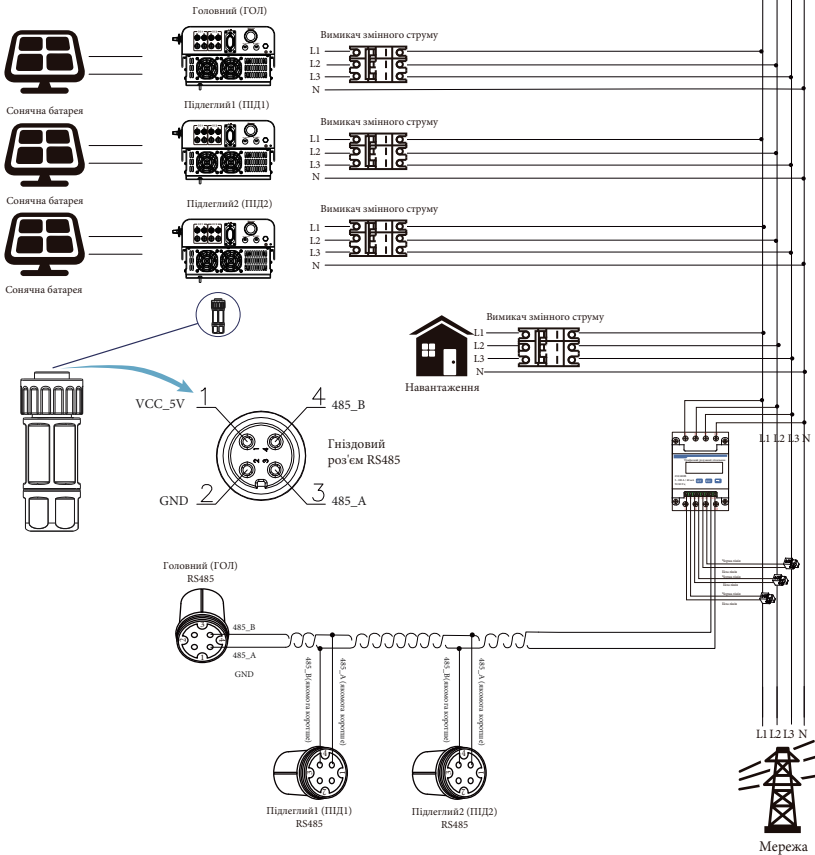 Головний (ГОЛ)
Вимикач змінного струму
L1
L2
L3
N
Сонячна батарея
Підлеглий1 (ПІД1)
Вимикач змінного струму
L1
L2
L3
N
Сонячна батарея
Підлеглий2 (ПІД2)
Вимикач змінного струму
L1
L2
L3
N
Сонячна батарея
Вимикач змінного струму
L1
L2
L3
N
Навантаження
VCC_5V
1
4
485_B
1
4
2
3
Гніздовий
роз'єм RS485
GND
2
3
485_A
L1 L2 L3 N
Головний (ГОЛ)
RS485
485_B
485_A
GND
485_B(якомога коротше)
485_A (якомога коротше)
485_B(якомога коротше)
485_A (якомога коротше)
Підлеглий1 (ПІД1)
RS485
Підлеглий2 (ПІД2)
RS485
L1 L2 L3 N
Мережа